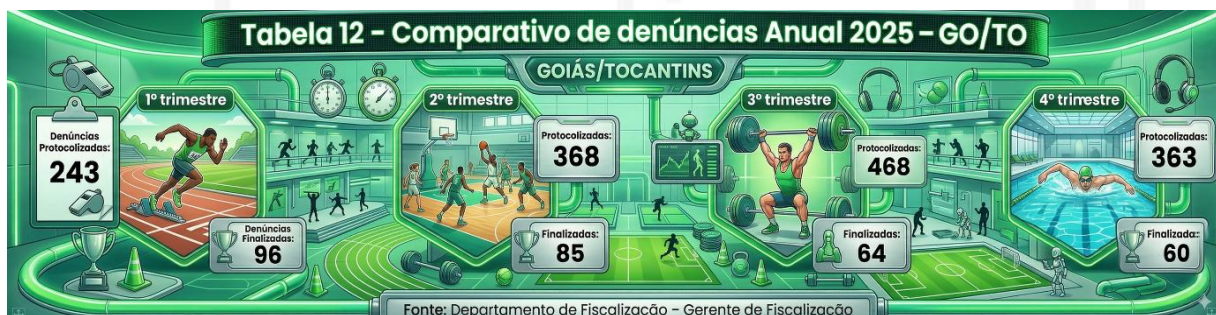 Tabela 12 – Comparativo de denúncias Anual 2025 – GO/TO
GOIÁS/TOCANTINS
1º trimestre
Denúncias
Protocolizadas:
243
Denúncias
Finalizadas:
96
2º trimestre
Protocolizadas:
368
Finalizadas:
85
3º trimestre
Protocolizadas:
468
Finalizadas:
64
4º trimestre
Protocolizadas:
363
Finalizada::
60
Fonte: Departamento de Fiscalização – Gerente de Fiscalização